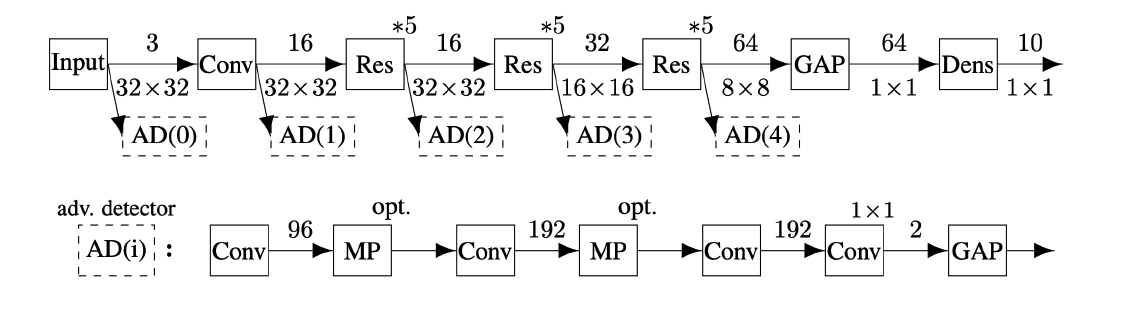 *5 *5 *5
3 16 16 32 64 64 10
Input Conv Res Res Res GAP Dens
32×32 32×32 32×32 16×16 8×8 1×1 1×1
AD(0) AD(1) AD(2) AD(3) AD(4)
adv. detector opt. opt. 1×1
96 192 192 2
AD(i) : Conv MP Conv MP Conv Conv GAP